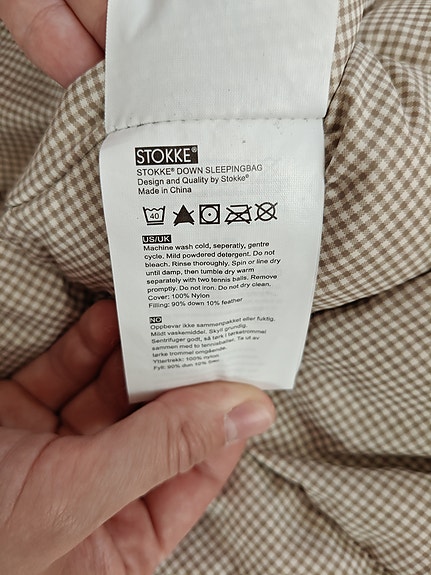 STOKKE®
STOKKE® DOWN SLEEPINGBAG
Design and Quality by Stokke®
Made in China
40
US/UK
Machine wash cold, seperatly, gentre
cycle. Mild powdered detergent. Do not
bleach. Rinse thoroughly. Spin or line dry
until damp, then tumble dry warm
separately with two tennis balls. Remove
promptly. Do not iron. Do not dry clean.
Cover: 100% Nylon
Filling: 90% down 10% feather
NO
Oppbevar ikke sammenpakket eller fuktig.
Mildt vaskemiddel. Skyll grundig.
Sentrifuger godt, så tørk i tørketrommel
sammen med to tennisballer. Ta ut av
tørke trommel omgående.
Yttertrekk: 100% nylon
Fyll: 90% dun 10%